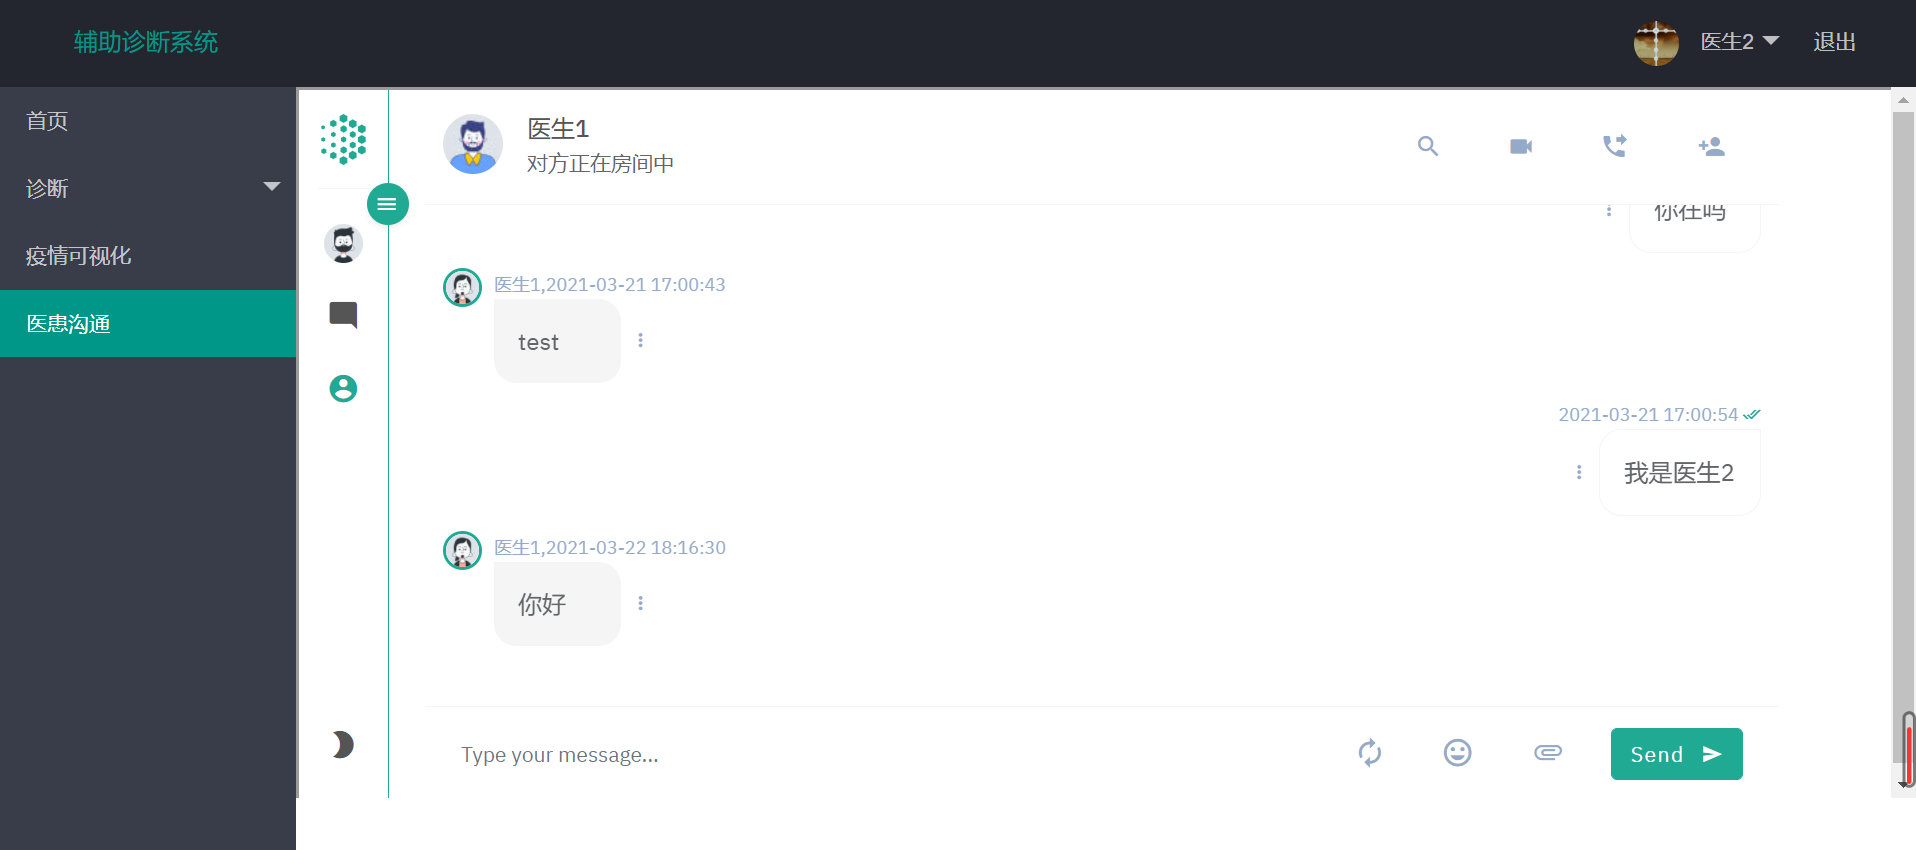 辅助诊断系统
医生2
退出
首页
诊断
疫情可视化
医患沟通
医生1
对方正在房间中
你在吗
医生1,2021-03-21 17:00:43
test
2021-03-21 17:00:54
我是医生2
医生1,2021-03-22 18:16:30
你好
Type your message...
Send